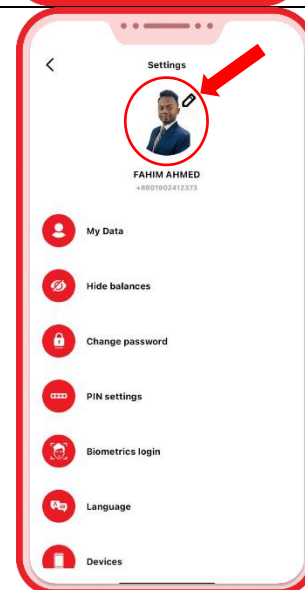 Settings
FAHIM AHMED
+8801902412373
My Data
Hide balances
Change password
PIN settings
Biometrics login
Language
Devices